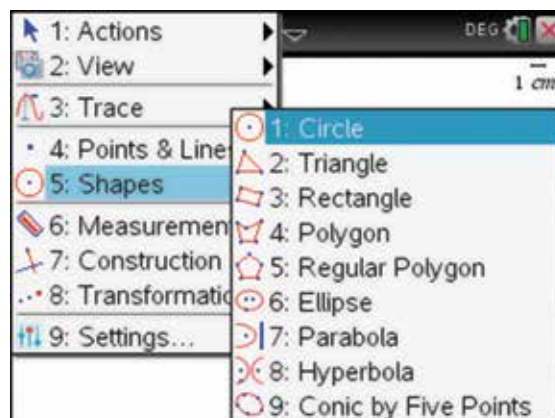 1: Actions
DEG
2: View
1 cm
3: Trace
1: Circle
4: Points & Line
2: Triangle
5: Shapes
3: Rectangle
4: Polygon
6: Measuremen
5: Regular Polygon
7: Construction
6: Ellipse
8: Transformatio
7: Parabola
9: Settings...
8: Hyperbola
9: Conic by Five Points